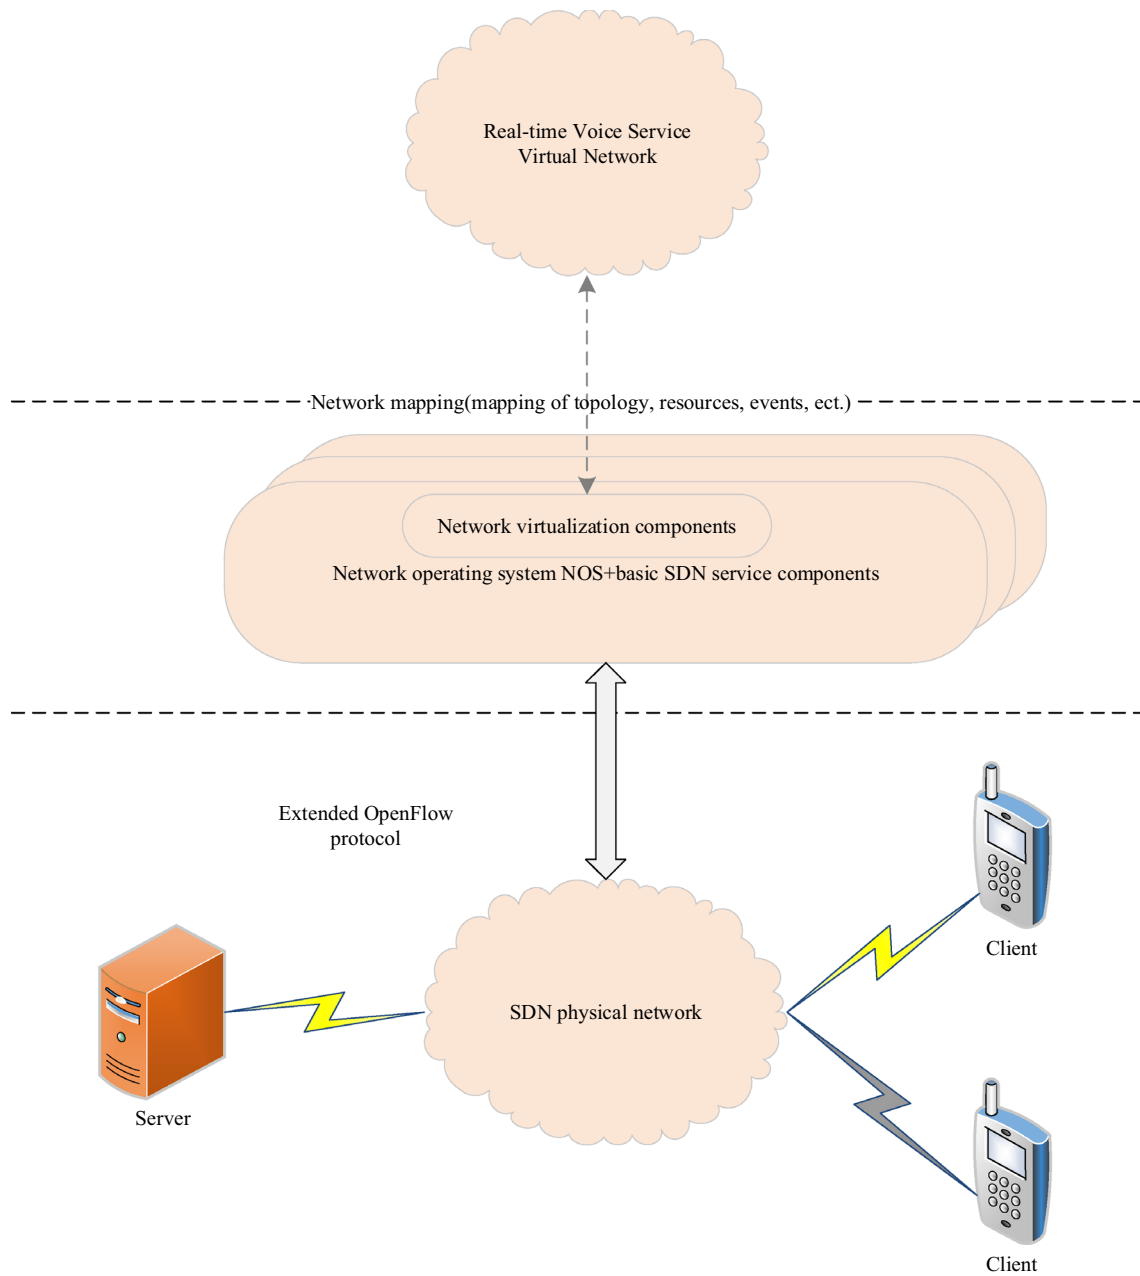 Real-time Voice Service
Virtual Network
Network mapping(mapping of topology, resources, events, ect.)
Network virtualization components
Network operating system NOS+basic SDN service components
Extended OpenFlow
protocol
Client
SDN physical network
Server
Client